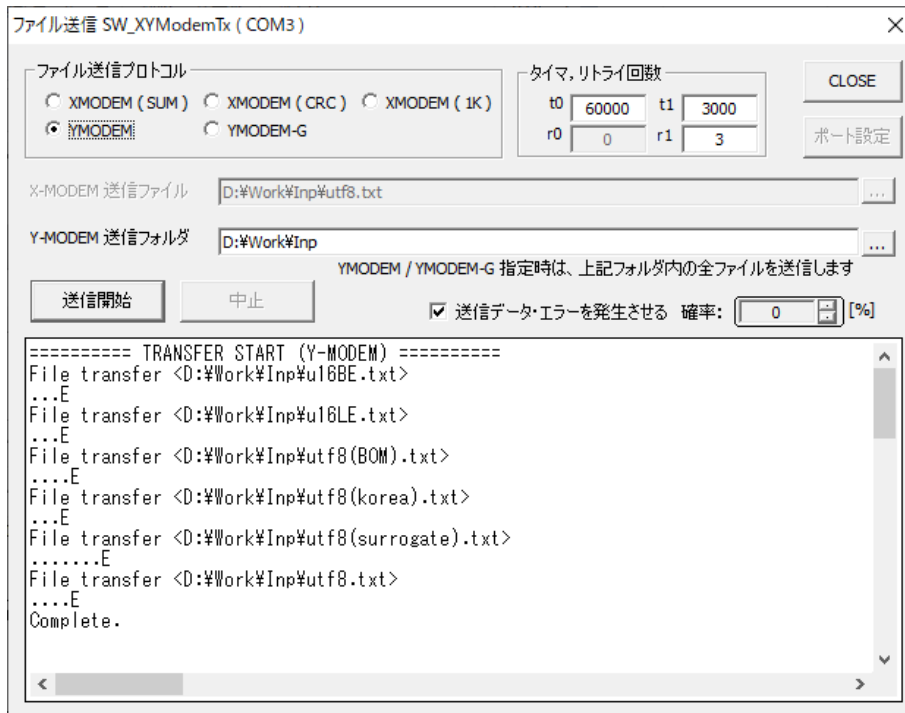 ファイル送信 SW_XYModemTx ( COM3 )
ファイル送信プロトコル
XMODEM ( SUM )　XMODEM ( CRC )　XMODEM ( 1K )
YMODEM　YMODEM-G
タイマ, リトライ回数
t0 60000 t1 3000
r0 0 r1 3
CLOSE
ポート設定
X-MODEM 送信ファイル D:¥Work¥Inp¥utf8.txt ...
Y-MODEM 送信フォルダ D:¥Work¥Inp ...
YMODEM / YMODEM-G 指定時は、上記フォルダ内の全ファイルを送信します
送信開始 中止 送信データ・エラーを発生させる 確率: 0 [%]
========== TRANSFER START (Y-MODEM) ==========
File transfer <D:¥Work¥Inp¥u16BE.txt>
...E
File transfer <D:¥Work¥Inp¥u16LE.txt>
...E
File transfer <D:¥Work¥Inp¥utf8(BOM).txt>
....E
File transfer <D:¥Work¥Inp¥utf8(korea).txt>
...E
File transfer <D:¥Work¥Inp¥utf8(surrogate).txt>
.......E
File transfer <D:¥Work¥Inp¥utf8.txt>
....E
Complete.